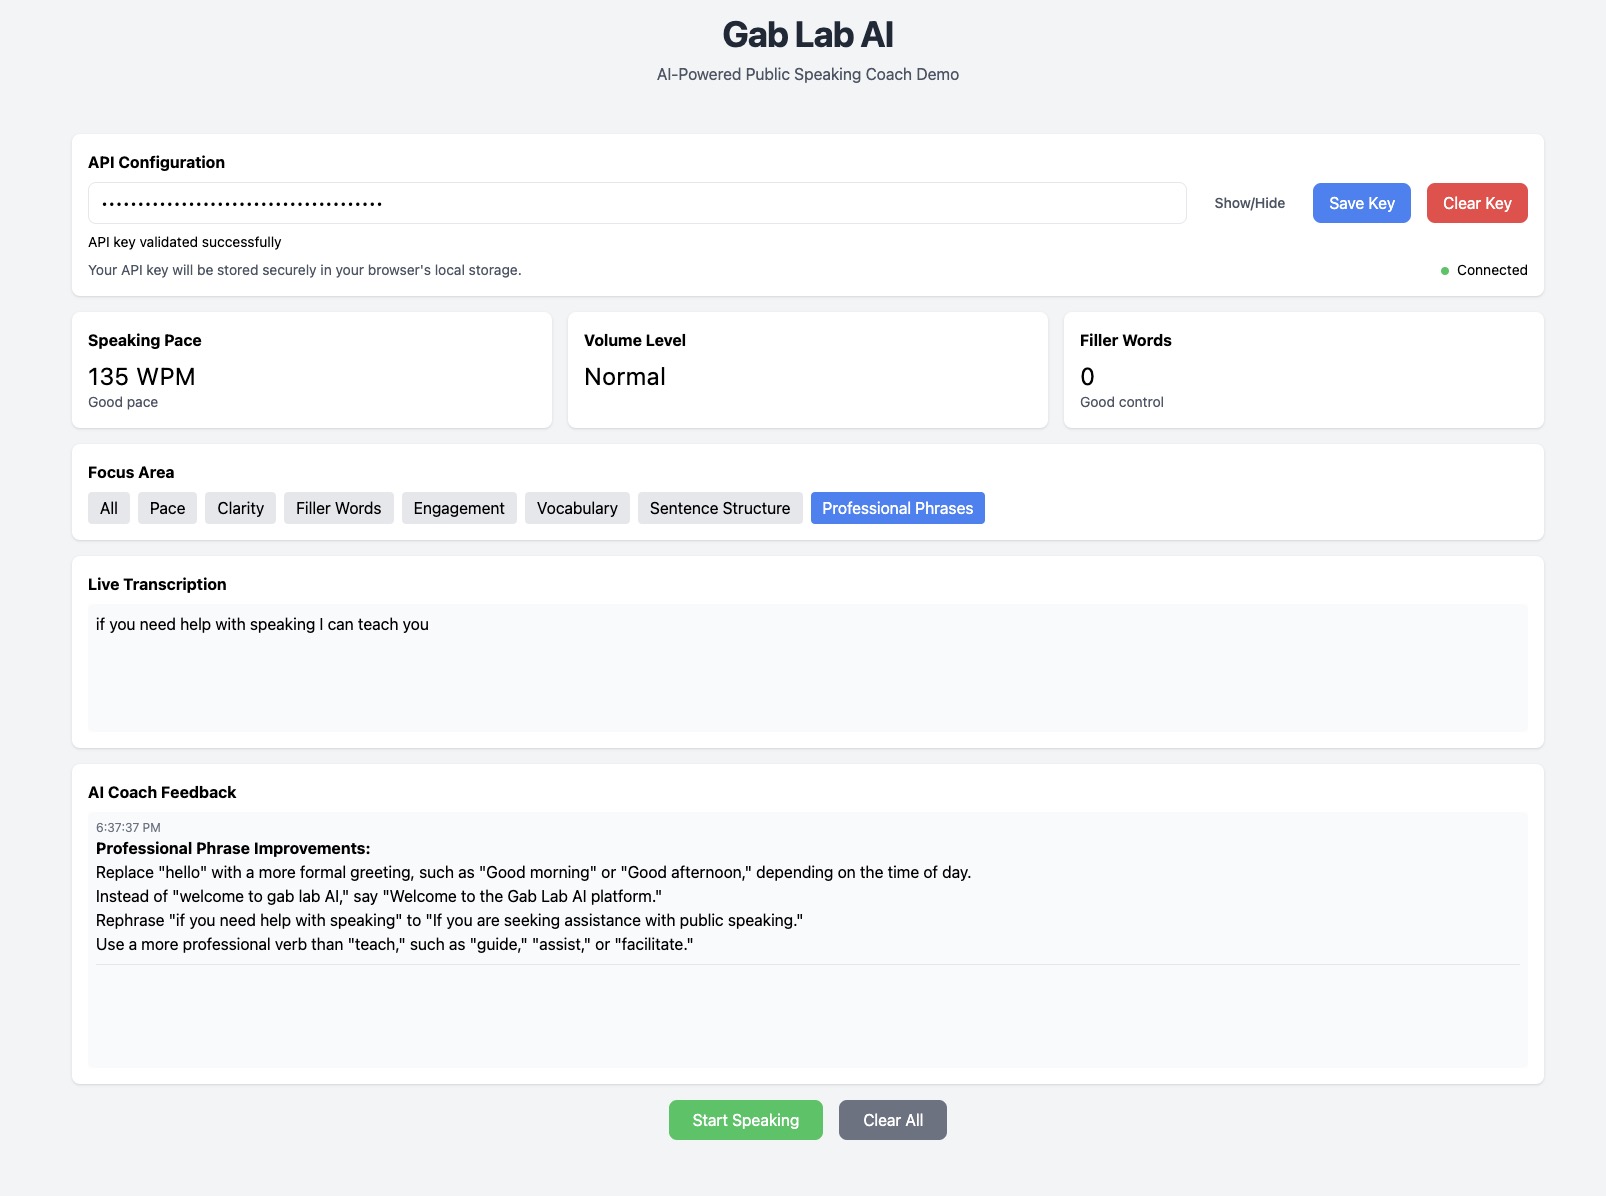 Gab Lab AI
AI-Powered Public Speaking Coach Demo
API Configuration
•••••••••••••••••••••••••••••••••••••••
Show/Hide
Save Key
Clear Key
API key validated successfully
Your API key will be stored securely in your browser's local storage.
Connected
Speaking Pace
135 WPM
Good pace
Volume Level
Normal
Filler Words
0
Good control
Focus Area
All
Pace
Clarity
Filler Words
Engagement
Vocabulary
Sentence Structure
Professional Phrases
Live Transcription
if you need help with speaking I can teach you
AI Coach Feedback
6:37:37 PM
Professional Phrase Improvements:
Replace "hello" with a more formal greeting, such as "Good morning" or "Good afternoon," depending on the time of day.
Instead of "welcome to gab lab AI," say "Welcome to the Gab Lab AI platform."
Rephrase "if you need help with speaking" to "If you are seeking assistance with public speaking."
Use a more professional verb than "teach," such as "guide," "assist," or "facilitate."
Start Speaking
Clear All